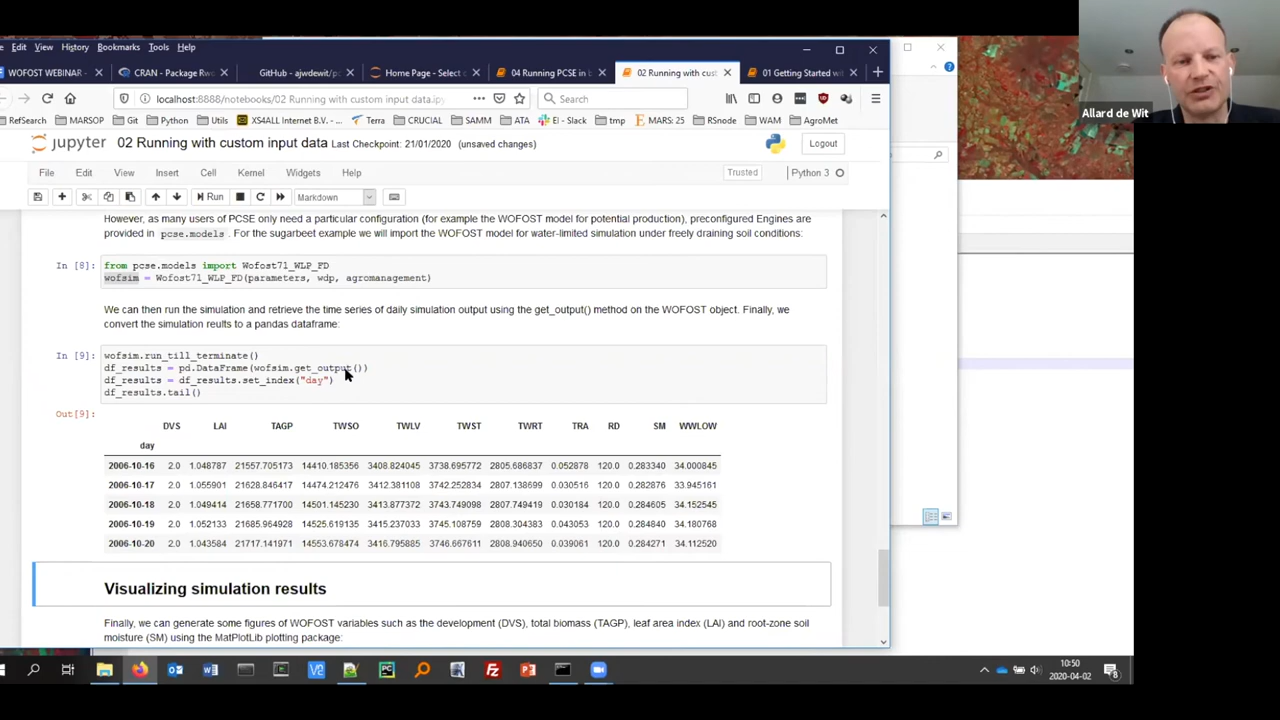 Edit View History Bookmarks Tools Help
WOFOST WEBINAR - CRAN - Package Rw GitHub - ajwdewit/p Home Page - Select 04 Running PCSE in b 02 Running with cust 01 Getting Started wi
localhost:8888/notebooks/02 Running with custom input data.ipy Search
RefSearch MARSOP Git Python Utils XS4ALL Internet B.V. - Terra CRUCIAL SAMM ATA EI - Slack tmp MARS: 25 RSnode WAM AgroMet
Allard de Wit
jupyter 02 Running with custom input data Last Checkpoint: 21/01/2020 (unsaved changes) Logout
File Edit View Insert Cell Kernel Widgets Help Trusted Python 3
Run Markdown
However, as many users of PCSE only need a particular configuration (for example the WOFOST model for potential production), preconfigured Engines are
provided in pcse.models. For the sugarbeet example we will import the WOFOST model for water-limited simulation under freely draining soil conditions:
In [8]: from pcse.models import Wofost71_WLP_FD
wofsim = Wofost71_WLP_FD(parameters, wdp, agromanagement)
We can then run the simulation and retrieve the time series of daily simulation output using the get_output() method on the WOFOST object. Finally, we
convert the simulation reults to a pandas dataframe:
In [9]: wofsim.run_till_terminate()
df_results = pd.DataFrame(wofsim.get_output())
df_results = df_results.set_index("day")
df_results.tail()
Out[9]:
DVS LAI TAGP TWSO TWLV TWST TWRT TRA RD SM WWLOW
day
2006-10-16 2.0 1.048787 21557.705173 14410.185356 3408.824045 3738.695772 2805.686837 0.052878 120.0 0.283340 34.000845
2006-10-17 2.0 1.055901 21628.846417 14474.212476 3412.381108 3742.252834 2807.138699 0.030516 120.0 0.282876 33.945161
2006-10-18 2.0 1.049414 21658.771700 14501.145230 3413.877372 3743.749098 2807.749419 0.030184 120.0 0.284605 34.152545
2006-10-19 2.0 1.052133 21685.964928 14525.619135 3415.237033 3745.108759 2808.304383 0.043053 120.0 0.284840 34.180768
2006-10-20 2.0 1.043584 21717.141971 14553.678474 3416.795885 3746.667611 2808.940650 0.039061 120.0 0.284271 34.112520
Visualizing simulation results
Finally, we can generate some figures of WOFOST variables such as the development (DVS), total biomass (TAGP), leaf area index (LAI) and root-zone soil
moisture (SM) using the MatPlotLib plotting package:
10:50
2020-04-02